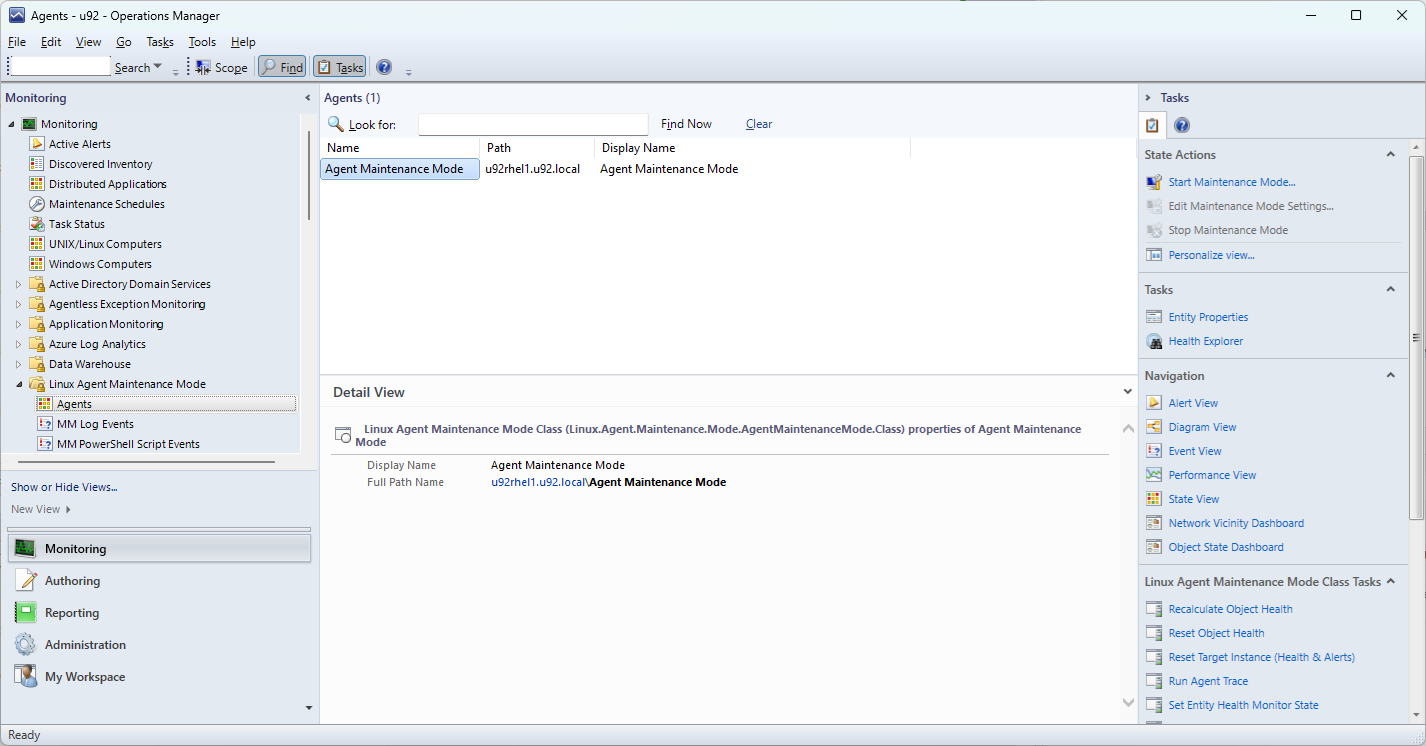 Agents - u92 - Operations Manager
File Edit View Go Tasks Tools Help
Search Scope Find Tasks
Monitoring
Monitoring
Active Alerts
Discovered Inventory
Distributed Applications
Maintenance Schedules
Task Status
UNIX/Linux Computers
Windows Computers
Active Directory Domain Services
Agentless Exception Monitoring
Application Monitoring
Azure Log Analytics
Data Warehouse
Linux Agent Maintenance Mode
Agents
MM Log Events
MM PowerShell Script Events
Show or Hide Views...
New View
Monitoring
Authoring
Reporting
Administration
My Workspace
Agents (1)
Look for: Find Now Clear
Name Path Display Name
Agent Maintenance Mode u92rhel1.u92.local Agent Maintenance Mode
Detail View
Linux Agent Maintenance Mode Class (Linux.Agent.Maintenance.Mode.AgentMaintenanceMode.Class) properties of Agent Maintenance
Mode
Display Name Agent Maintenance Mode
Full Path Name u92rhel1.u92.local\Agent Maintenance Mode
Tasks
State Actions
Start Maintenance Mode...
Edit Maintenance Mode Settings...
Stop Maintenance Mode
Personalize view...
Tasks
Entity Properties
Health Explorer
Navigation
Alert View
Diagram View
Event View
Performance View
State View
Network Vicinity Dashboard
Object State Dashboard
Linux Agent Maintenance Mode Class Tasks
Recalculate Object Health
Reset Object Health
Reset Target Instance (Health & Alerts)
Run Agent Trace
Set Entity Health Monitor State
Ready